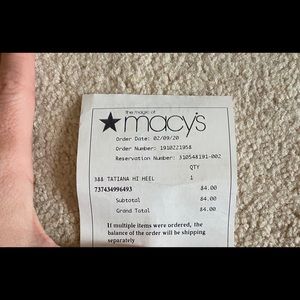 the magic of
macy's
Order Date: 02/09/20
Order Number: 1910221958
Reservation Number: 310548191-002
QTY
388 TATIANA HI HEEL 1
737434996493 84.00
Subtotal 84.00
Grand Total 84.00
If multiple items were ordered, the
balance of the order will be shipping
separately